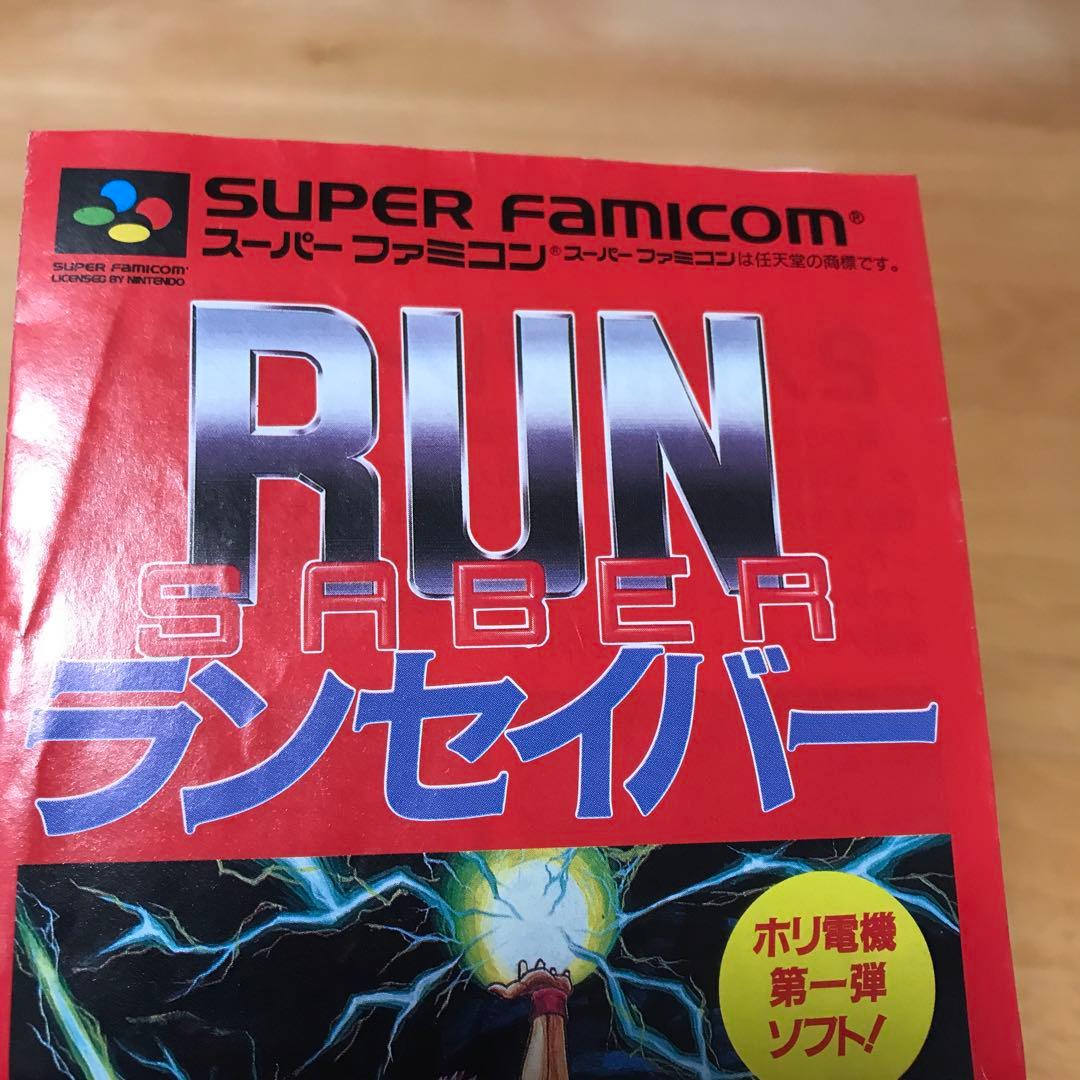 SUPER FAMICOM®
スーパー ファミコン® スーパー ファミコンは任天堂の商標です。
SUPER FAMICOM
LICENSED BY NINTENDO
RUN
SABER
ランセイバー
ホリ電機
第一弾
ソフト!